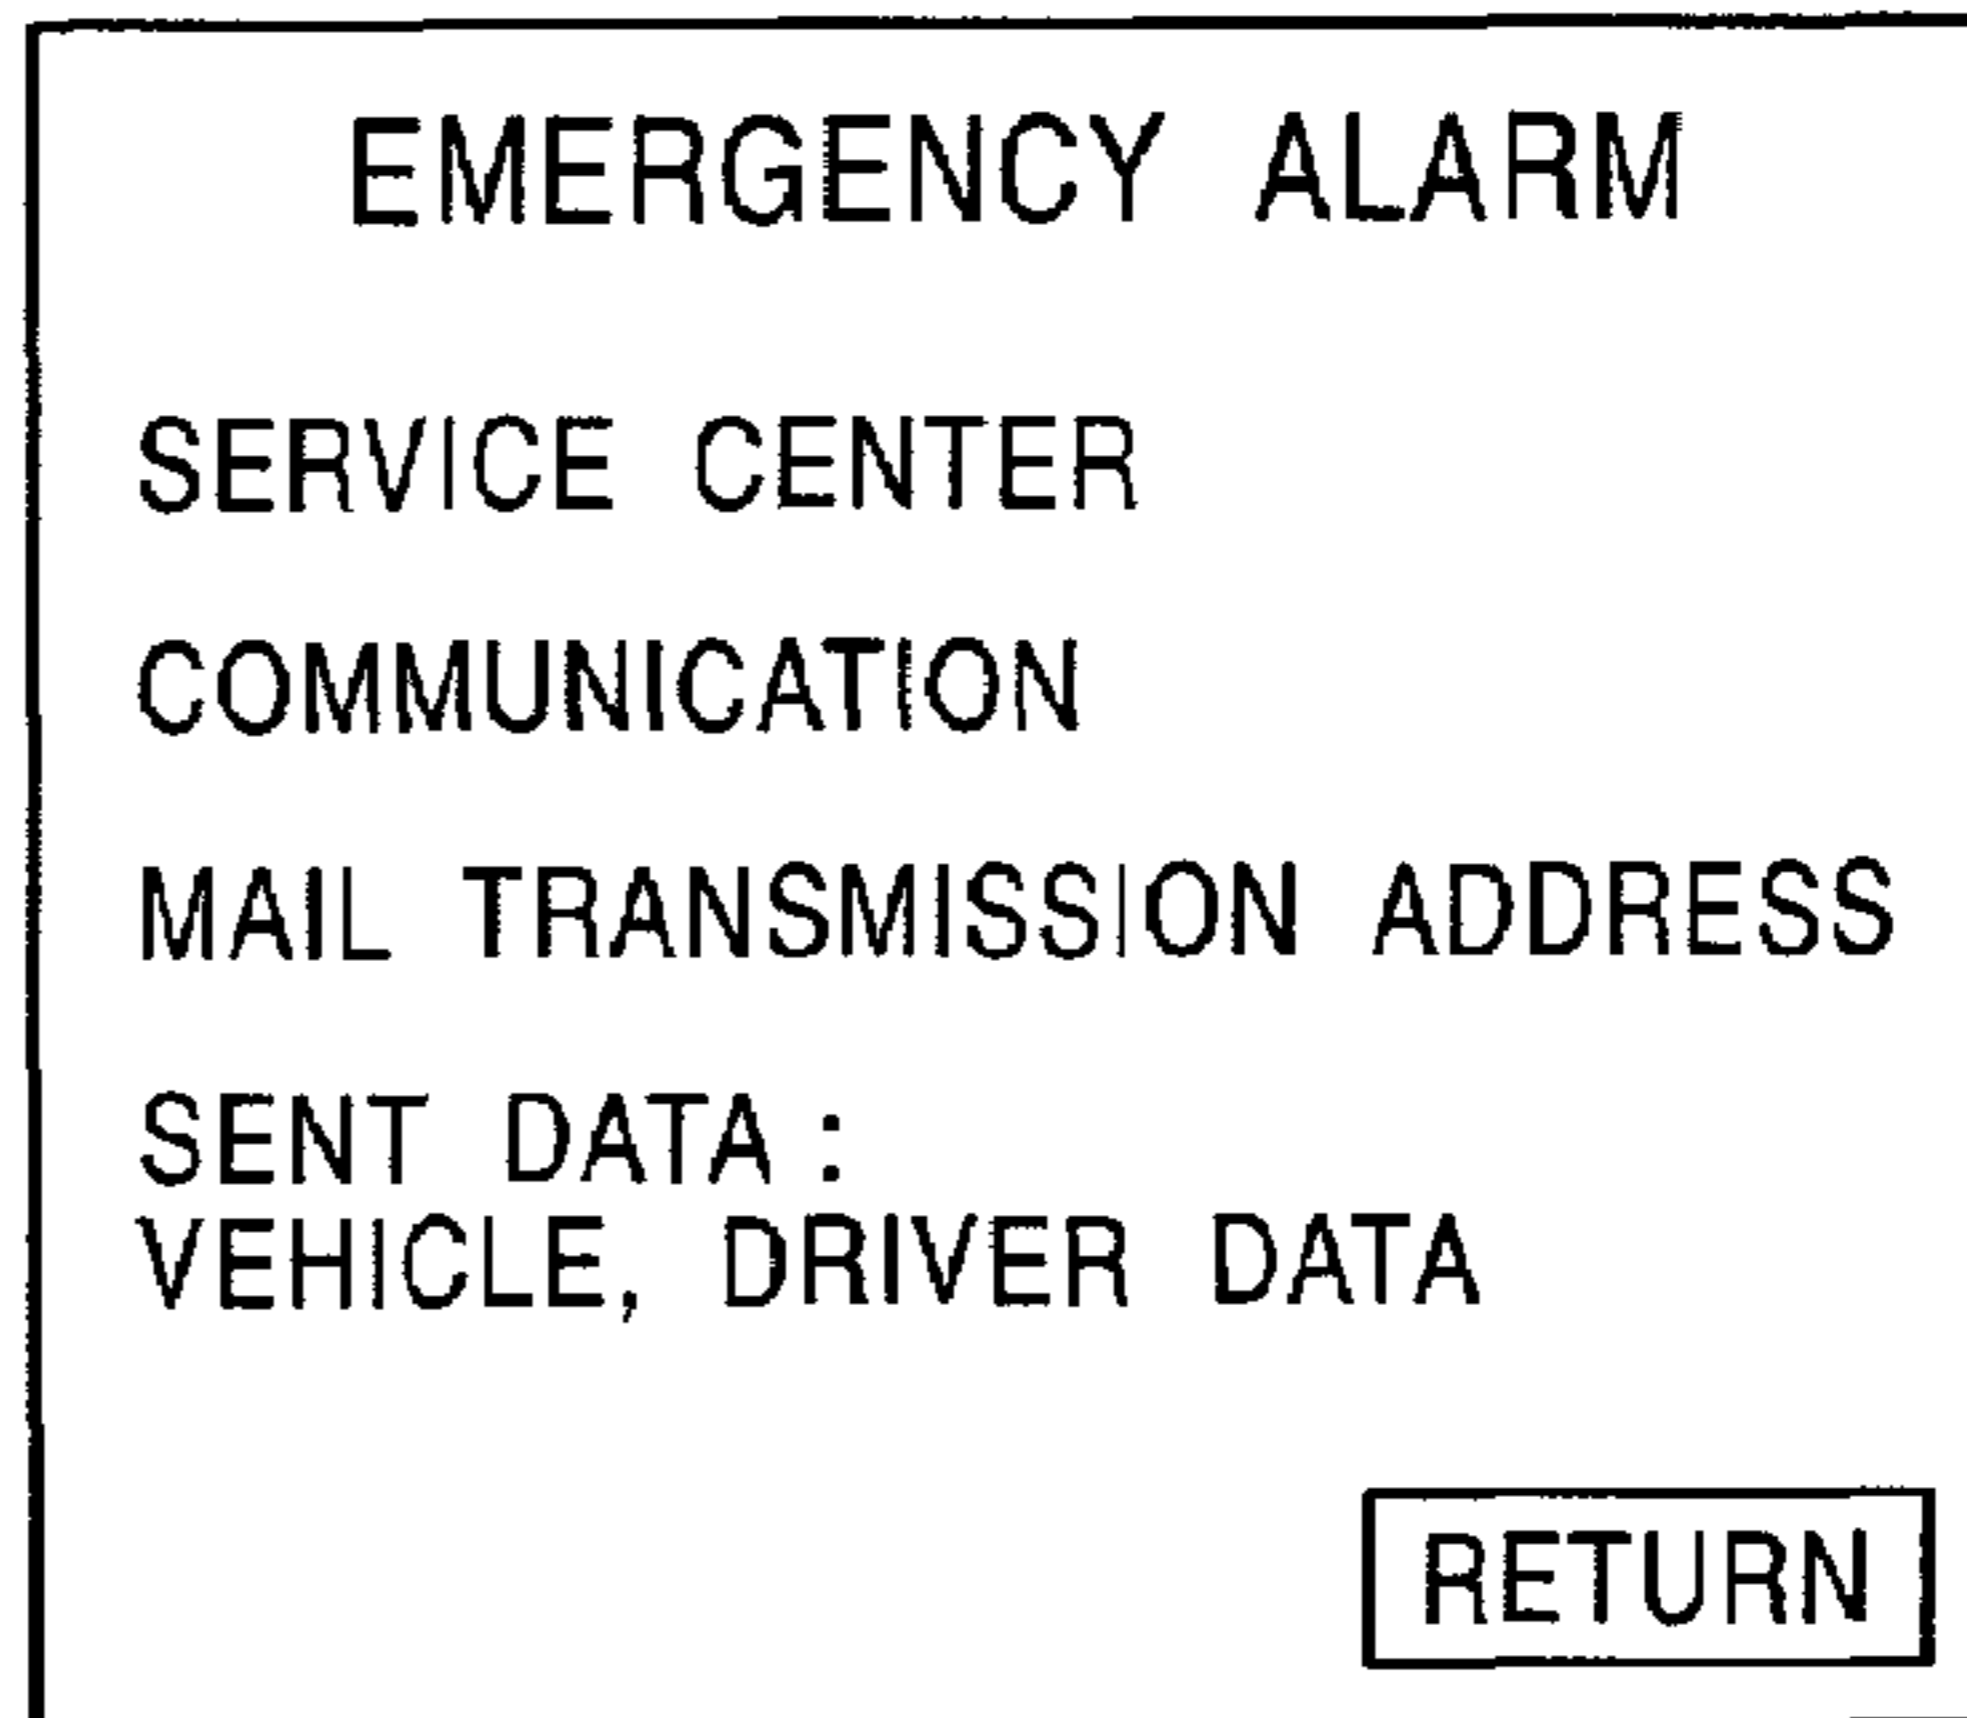 EMERGENCY ALARM
SERVICE CENTER
COMMUNICATION
MAIL TRANSMISSION ADDRESS
SENT DATA :
VEHICLE, DRIVER DATA
RETURN